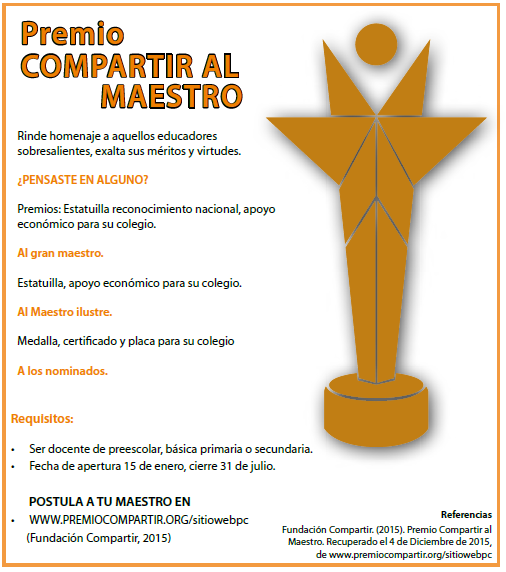 Premio
COMPARTIR AL
MAESTRO
Rinde homenaje a aquellos educadores
sobresalientes, exalta sus méritos y virtudes.
¿PENSASTE EN ALGUNO?
Premios: Estatuilla reconocimiento nacional, apoyo
económico para su colegio.
Al gran maestro.
Estatuilla, apoyo económico para su colegio.
Al Maestro ilustre.
Medalla, certificado y placa para su colegio
A los nominados.
Requisitos:
• Ser docente de preescolar, básica primaria o secundaria.
• Fecha de apertura 15 de enero, cierre 31 de julio.
POSTULA A TU MAESTRO EN
• WWW.PREMIOCOMPARTIR.ORG/sitiowebpc
(Fundación Compartir, 2015)
Referencias
Fundación Compartir. (2015). Premio Compartir al
Maestro. Recuperado el 4 de Diciembre de 2015,
de www.premiocompartir.org/sitiowebpc